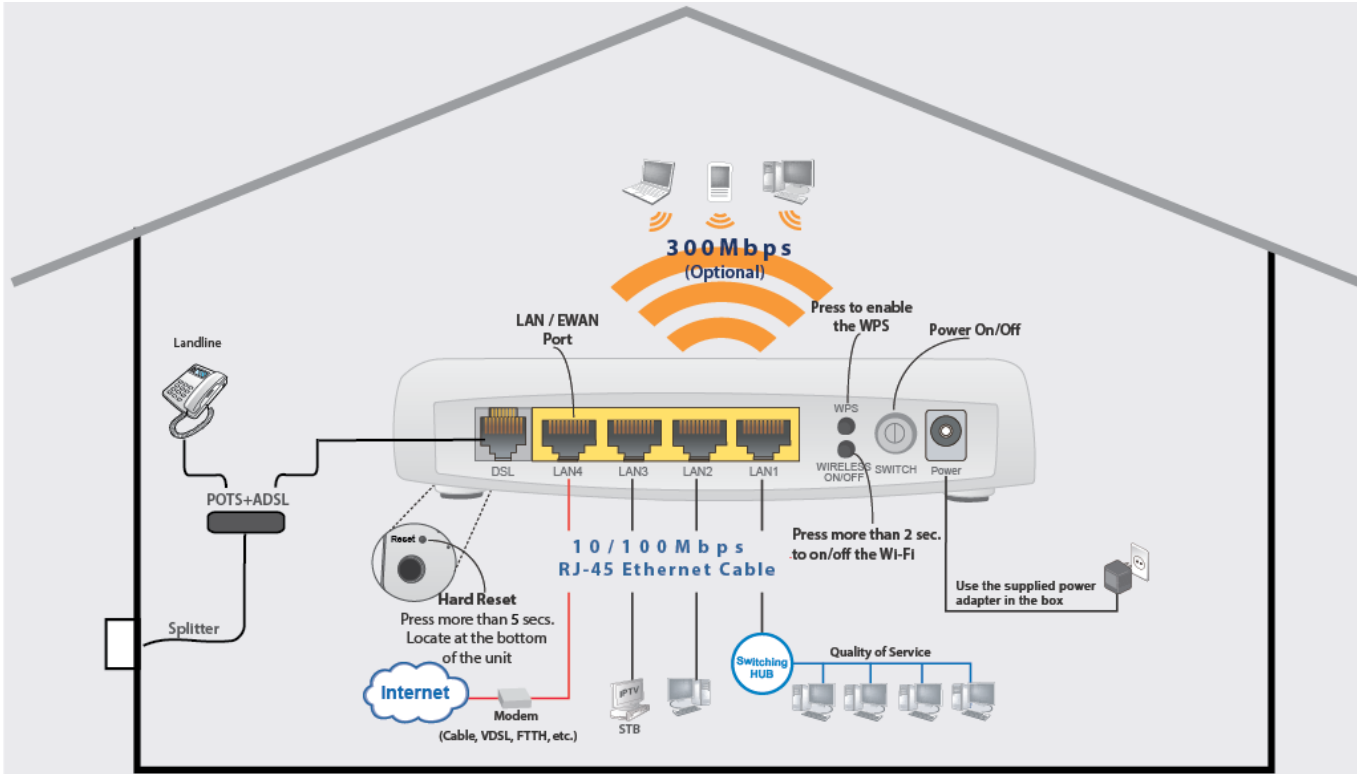 300Mbps
(Optional)
LAN / EWAN
Port
Press to enable
the WPS
Power On/Off
Landline
WPS
DSL
LAN4
LAN3
LAN2
LAN1
WIRELESS
ON/OFF
SWITCH
Power
POTS+ADSL
Reset
10/100Mbps
RJ-45 Ethernet Cable
Press more than 2 sec.
to on/off the Wi-Fi
Hard Reset
Press more than 5 secs.
Locate at the bottom
of the unit
Use the supplied power
adapter in the box
Splitter
Internet
Modem
(Cable, VDSL, FTTH, etc.)
IPTV
STB
Switching
HUB
Quality of Service